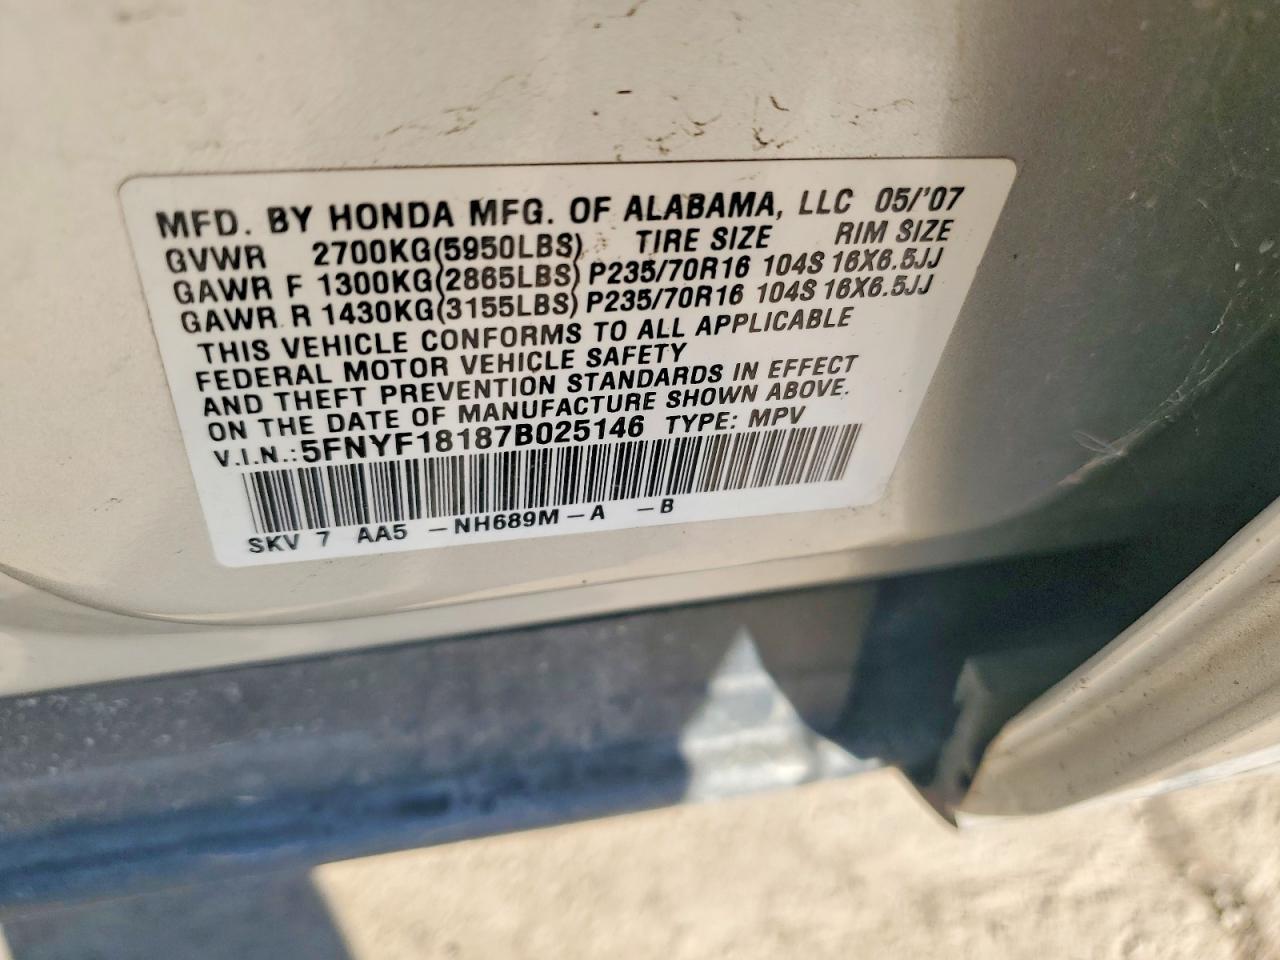 MFD. BY HONDA MFG. OF ALABAMA, LLC 05/'07
GVWR 2700KG(5950LBS) TIRE SIZE RIM SIZE
GAWR F 1300KG(2865LBS) P235/70R16 104S 16X6.5JJ
GAWR R 1430KG(3155LBS) P235/70R16 104S 16X6.5JJ
THIS VEHICLE CONFORMS TO ALL APPLICABLE
FEDERAL MOTOR VEHICLE SAFETY
AND THEFT PREVENTION STANDARDS IN EFFECT
ON THE DATE OF MANUFACTURE SHOWN ABOVE.
V.I.N.:5FNYF18187B025146 TYPE: MPV
SKV 7 AA5 -NH689M-A -B